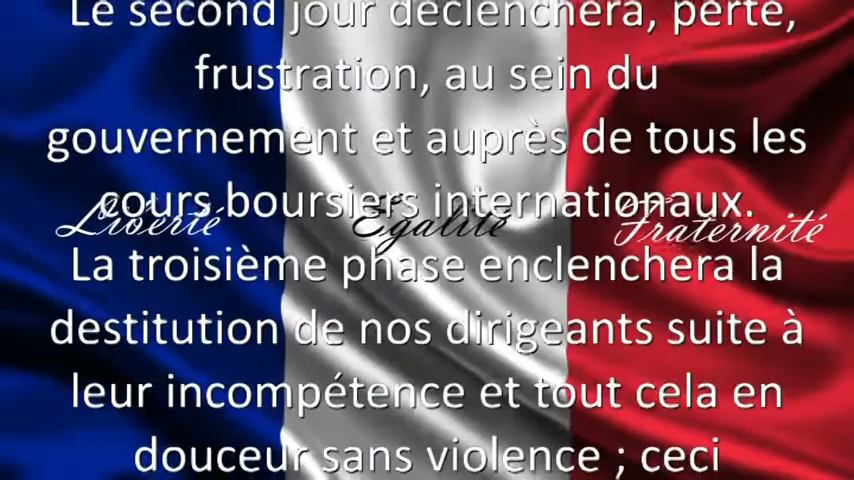 Le second jour déclenchera, perte,
frustration, au sein du
gouvernement et auprès de tous les
cours boursiers internationaux.
Liberté Égalité Fraternité
La troisième phase enclenchera la
destitution de nos dirigeants suite à
leur incompétence et tout cela en
douceur sans violence ; ceci